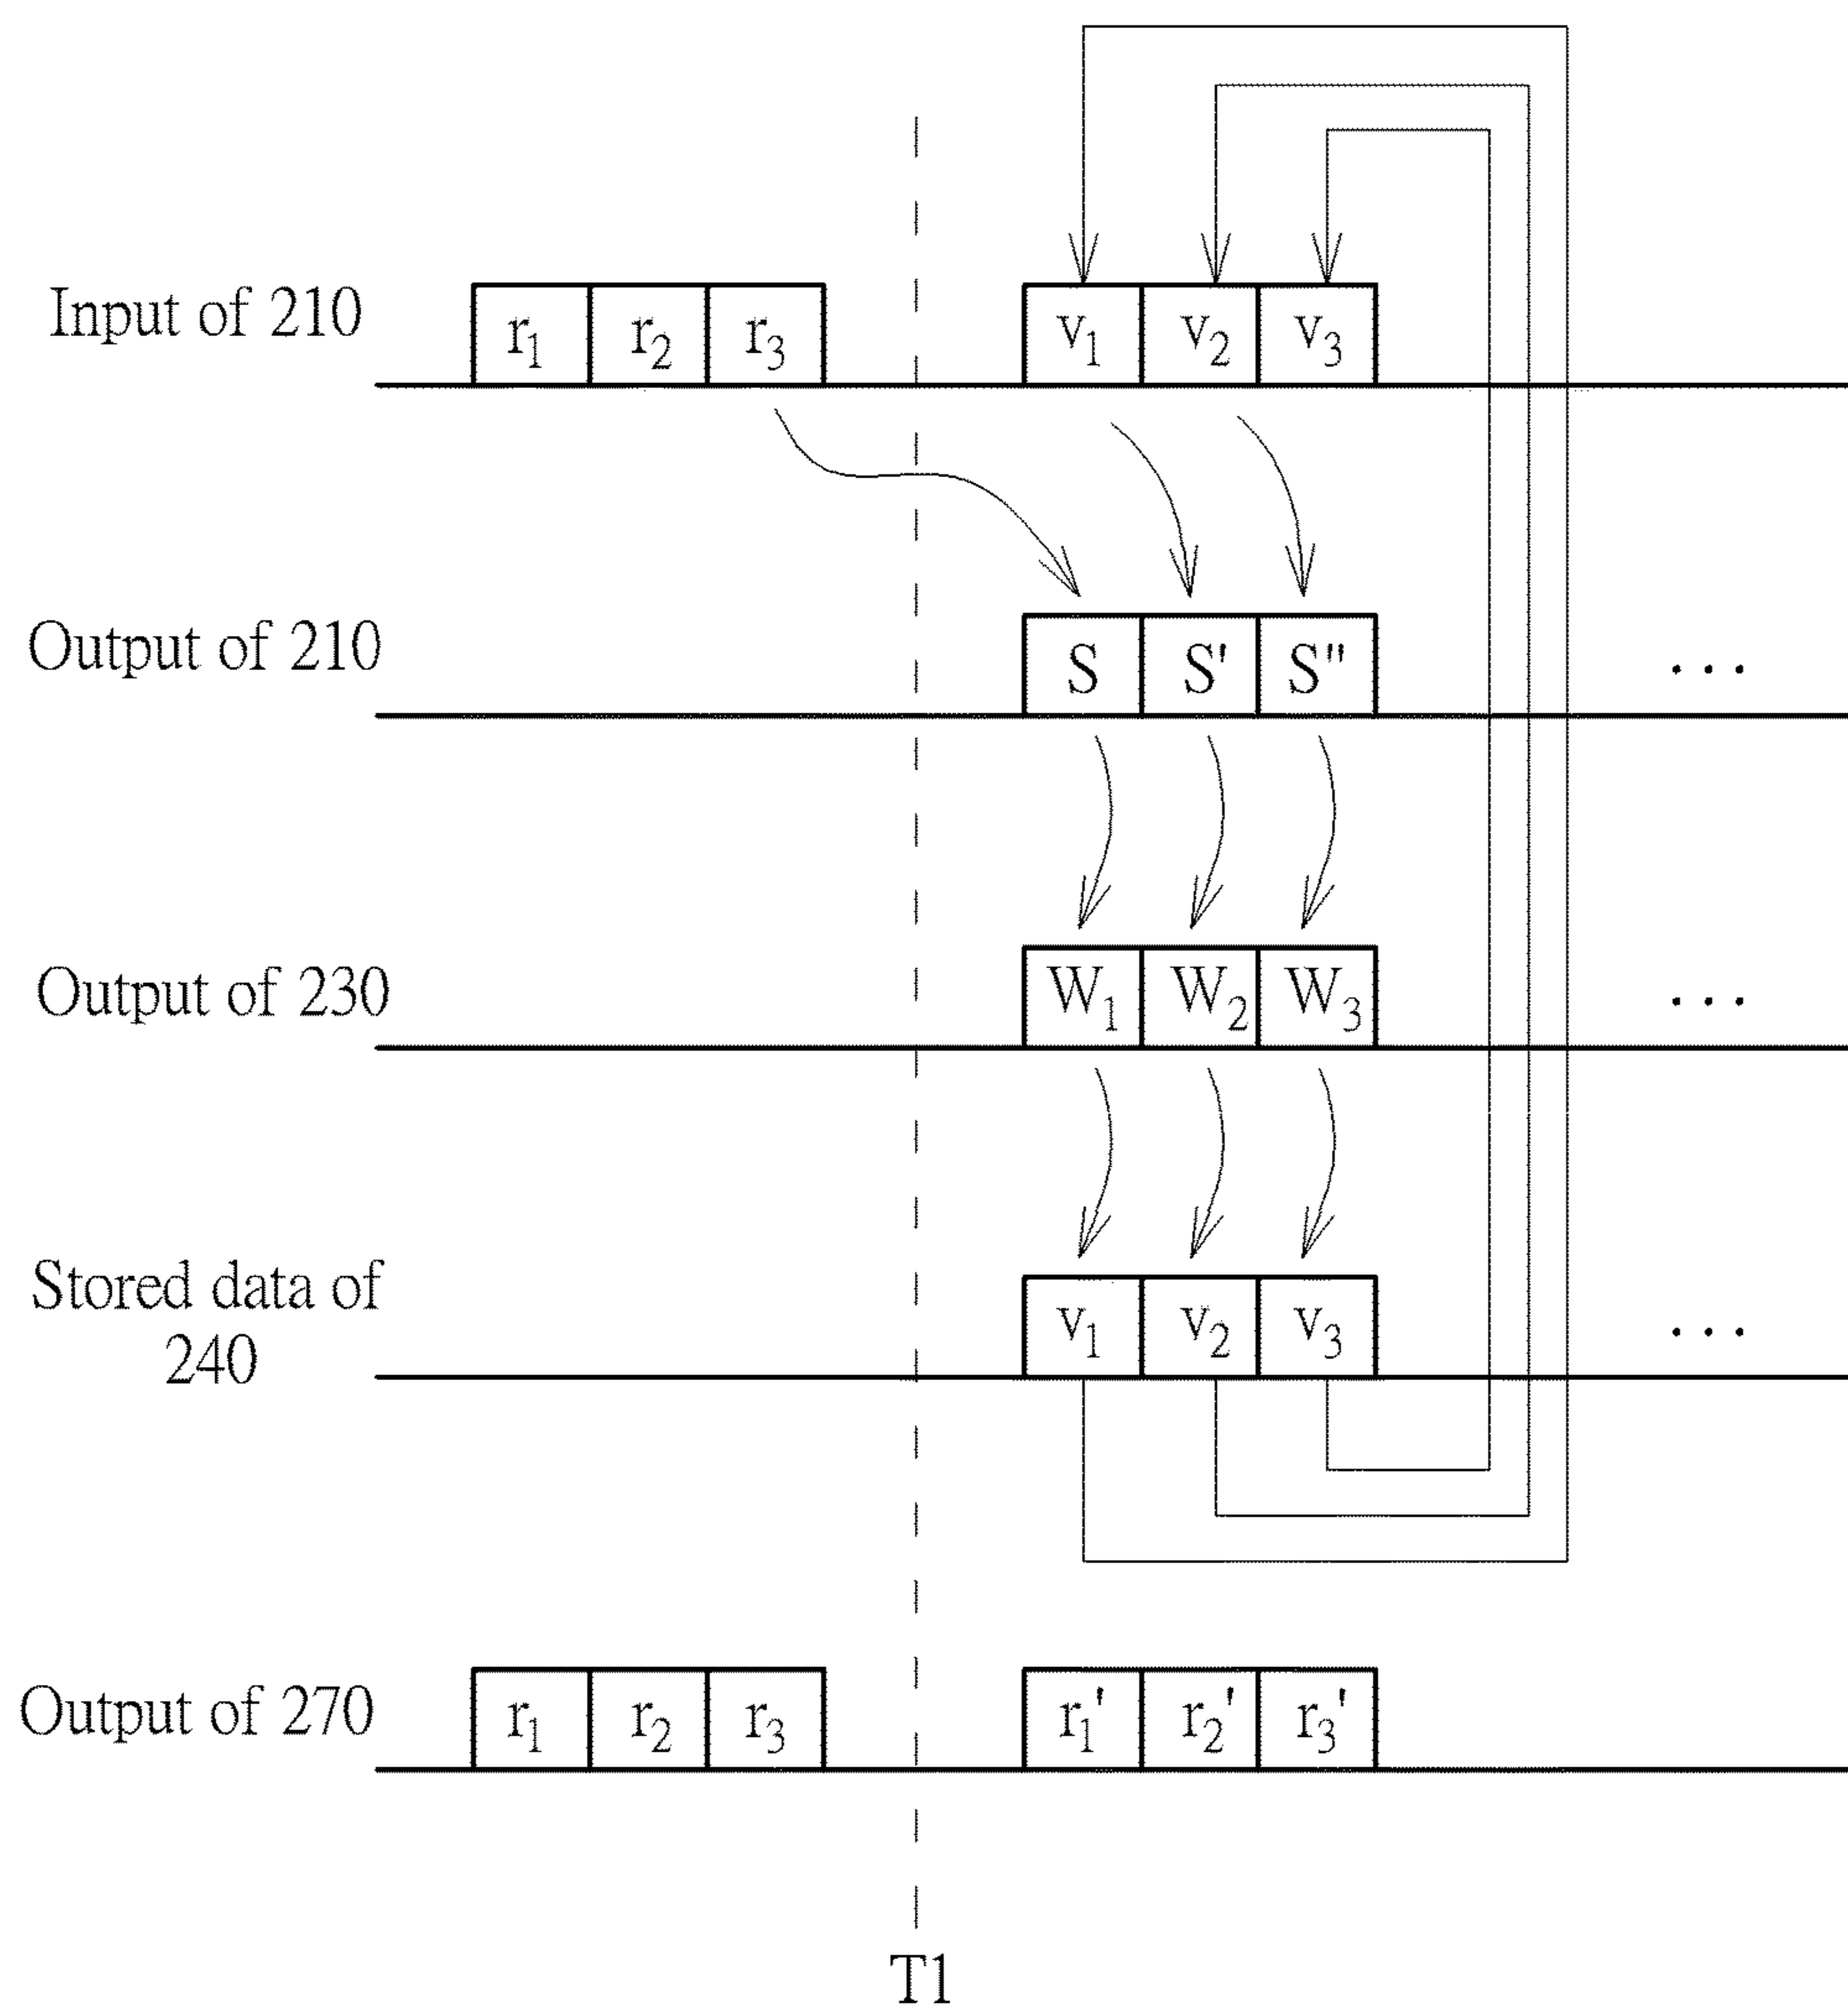 Input of 210 r₁ r₂ r₃ v₁ v₂ v₃
Output of 210 S S' S" ...
Output of 230 W₁ W₂ W₃ ...
Stored data of
240 v₁ v₂ v₃ ...
Output of 270 r₁ r₂ r₃ r₁' r₂' r₃'
T1